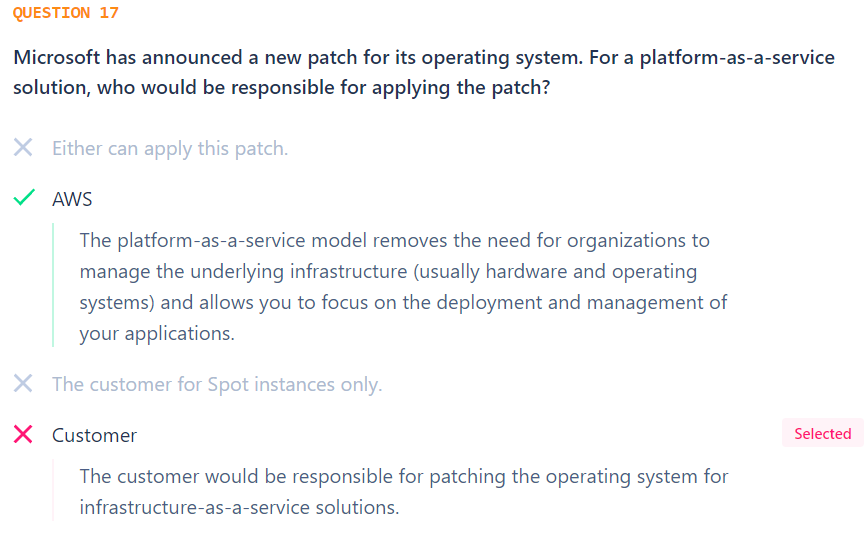 QUESTION 17
Microsoft has announced a new patch for its operating system. For a platform-as-a-service
solution, who would be responsible for applying the patch?
Either can apply this patch.
AWS
The platform-as-a-service model removes the need for organizations to
manage the underlying infrastructure (usually hardware and operating
systems) and allows you to focus on the deployment and management of
your applications.
The customer for Spot instances only.
Customer
Selected
The customer would be responsible for patching the operating system for
infrastructure-as-a-service solutions.